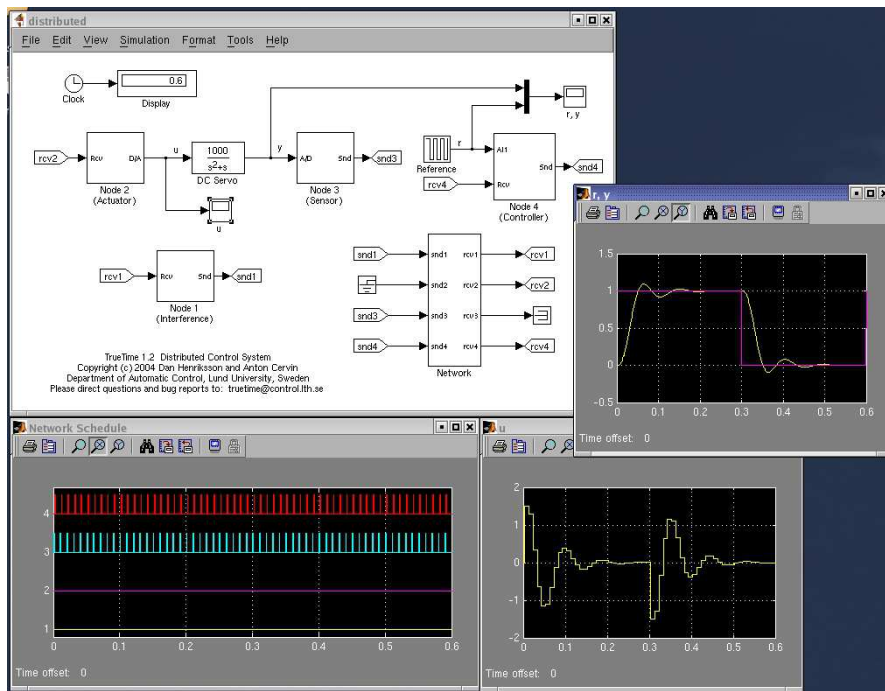 distributed
File Edit View Simulation Format Tools Help
Clock
0.6
Display
rcv2
Rcv D/A
Node 2
(Actuator)
u
1000
s²+s
DC Servo
y
A/D Snd
Node 3
(Sensor)
snd3
u
r
Reference
rcv4
AI1
Snd
Rcv
Node 4
(Controller)
snd4
r, y
rcv1
Rcv Snd
Node 1
(Interference)
snd1
snd1 snd1 rcv1 rcv1
snd2 rcv2 rcv2
snd3 snd3 rcv3
snd4 snd4 rcv4 rcv4
Network
TrueTime 1.2 Distributed Control System
Copyright (c) 2004 Dan Henriksson and Anton Cervin
Department of Automatic Control, Lund University, Sweden
Please direct questions and bug reports to: truetime@control.lth.se
r, y
1.5
1
0.5
0
-0.5
0 0.1 0.2 0.3 0.4 0.5 0.6
Time offset: 0
Network Schedule
4
3
2
1
0 0.1 0.2 0.3 0.4 0.5 0.6
Time offset: 0
u
2
1
0
-1
-2
0 0.1 0.2 0.3 0.4 0.5 0.6
Time offset: 0